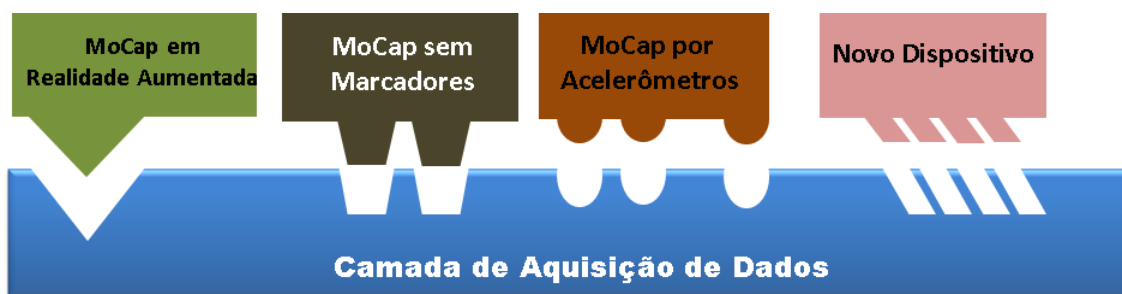 MoCap em
Realidade Aumentada
MoCap sem
Marcadores
MoCap por
Acelerômetros
Novo Dispositivo
Camada de Aquisição de Dados